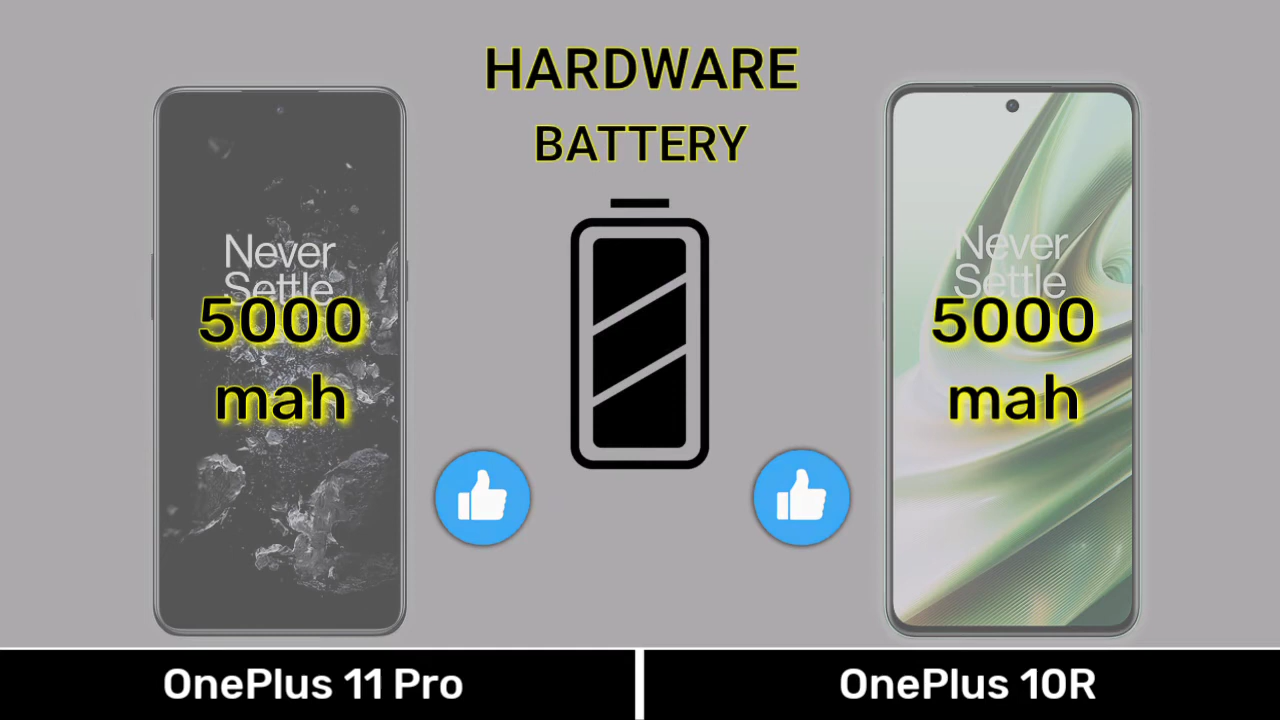 HARDWARE
BATTERY
Never
Settle
5000
mah
Never
Settle
5000
mah
OnePlus 11 Pro
OnePlus 10R